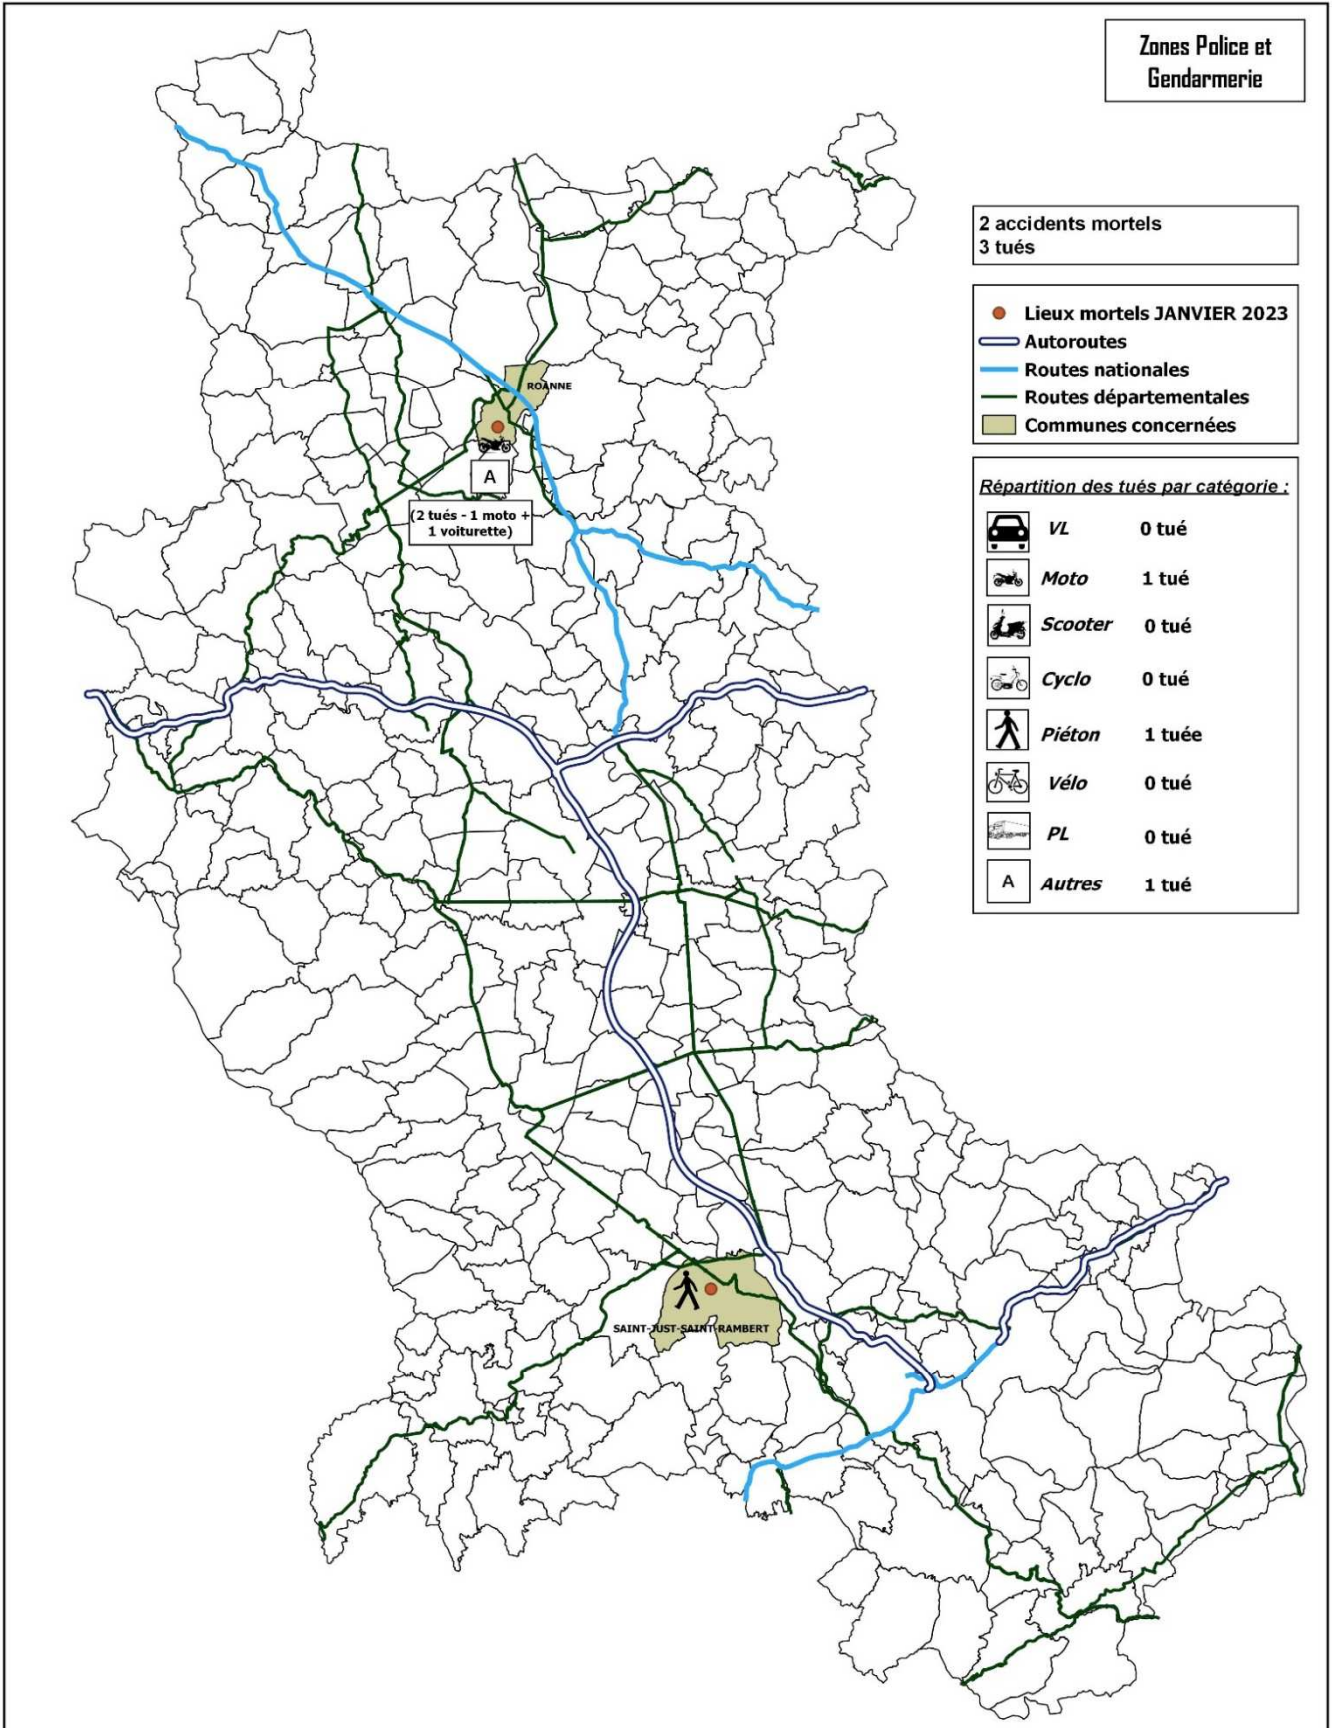 Zones Police et
Gendarmerie
2 accidents mortels
3 tués
Lieux mortels JANVIER 2023
Autoroutes
Routes nationales
Routes départementales
Communes concernées
Répartition des tués par catégorie :
VL 0 tué
Moto 1 tué
Scooter 0 tué
Cyclo 0 tué
Piéton 1 tuée
Vélo 0 tué
PL 0 tué
A Autres 1 tué
ROANNE
A
(2 tués - 1 moto +
1 voiturette)
SAINT-JUST-SAINT-RAMBERT